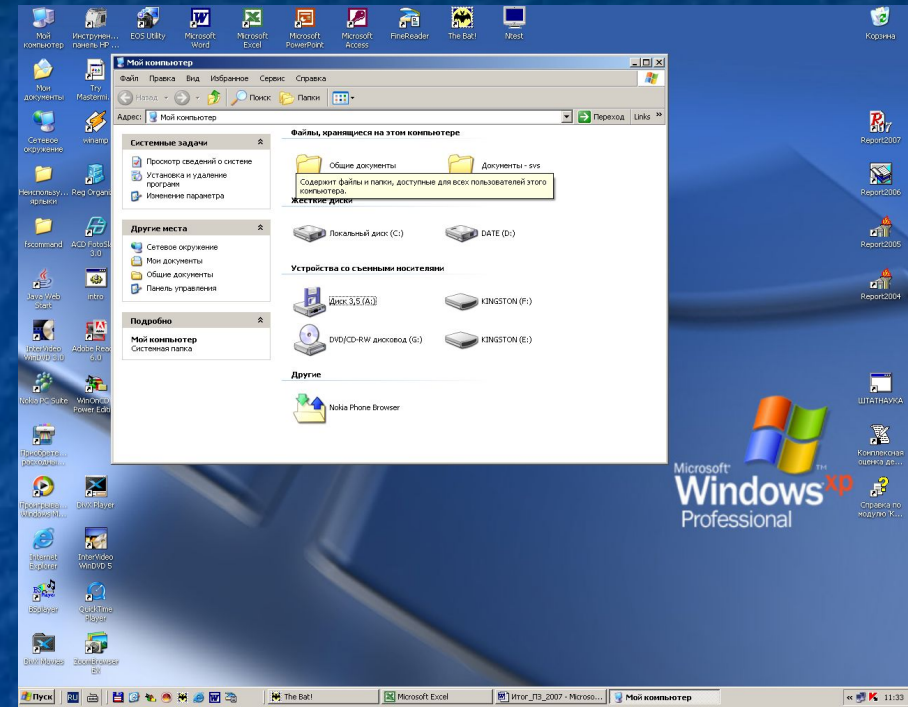 Мой
компьютер
Инструмен...
панель HP ...
EOS Utility
Microsoft
Word
Microsoft
Excel
Microsoft
PowerPoint
Microsoft
Access
FineReader
The Bat!
Ntest
Корзина
Мои
документы
Try
Mastermi.
Сетевое
окружение
winamp
Неиспользу...
ярлыки
Reg Organi
fscommand
ACD FotoSl
3.0
Java Web
Start
intro
InterVideo
WinDVD 3.0
Adobe Read
6.0
Nokia PC Suite
WinOnCD
Power Editi
Приобрете...
расходны...
Проигрыва...
Windows M...
DivX Player
Internet
Explorer
InterVideo
WinDVD 5
BSplayer
QuickTime
Player
DivX Movies
ZoomBrowser
EX
Мой компьютер
Файл Правка Вид Избранное Сервис Справка
Назад Поиск Папки
Адрес: Мой компьютер Переход Links »
Системные задачи
Просмотр сведений о системе
Установка и удаление
программ
Изменение параметра
Другие места
Сетевое окружение
Мои документы
Общие документы
Панель управления
Подробно
Мой компьютер
Системная папка
Файлы, хранящиеся на этом компьютере
Общие документы
Документы - svs
Содержит файлы и папки, доступные для всех пользователей этого
компьютера.
Жесткие диски
Локальный диск (C:)
DATE (D:)
Устройства со съемными носителями
Диск 3,5 (A:)
KINGSTON (F:)
DVD/CD-RW дисковод (G:)
KINGSTON (E:)
Другие
Nokia Phone Browser
Report2007
Report2006
Report2005
Report2004
ШТАТНАУКА
Комплексная
оценка де...
Справка по
модулю 'К...
Microsoft
Windows xp
TM
Professional
Пуск RU The Bat! Microsoft Excel Итог_ПЗ_2007 - Microso... Мой компьютер « 11:33